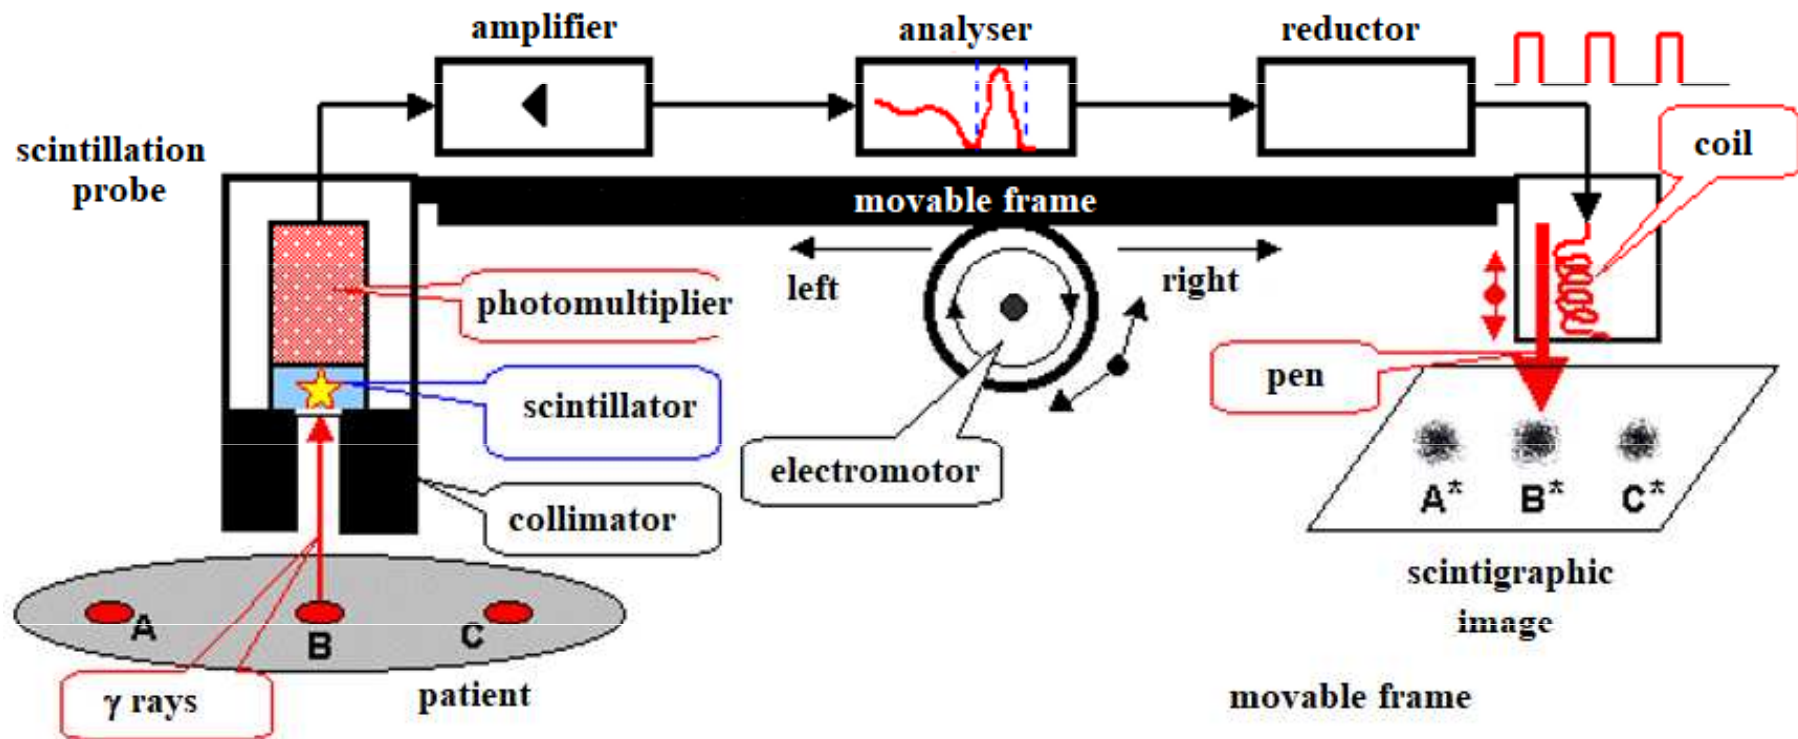 amplifier
analyser
reductor
scintillation
probe
coil
movable frame
left
right
photomultiplier
pen
scintillator
electromotor
collimator
A* B* C*
scintigraphic
image
A B C
γ rays
patient
movable frame